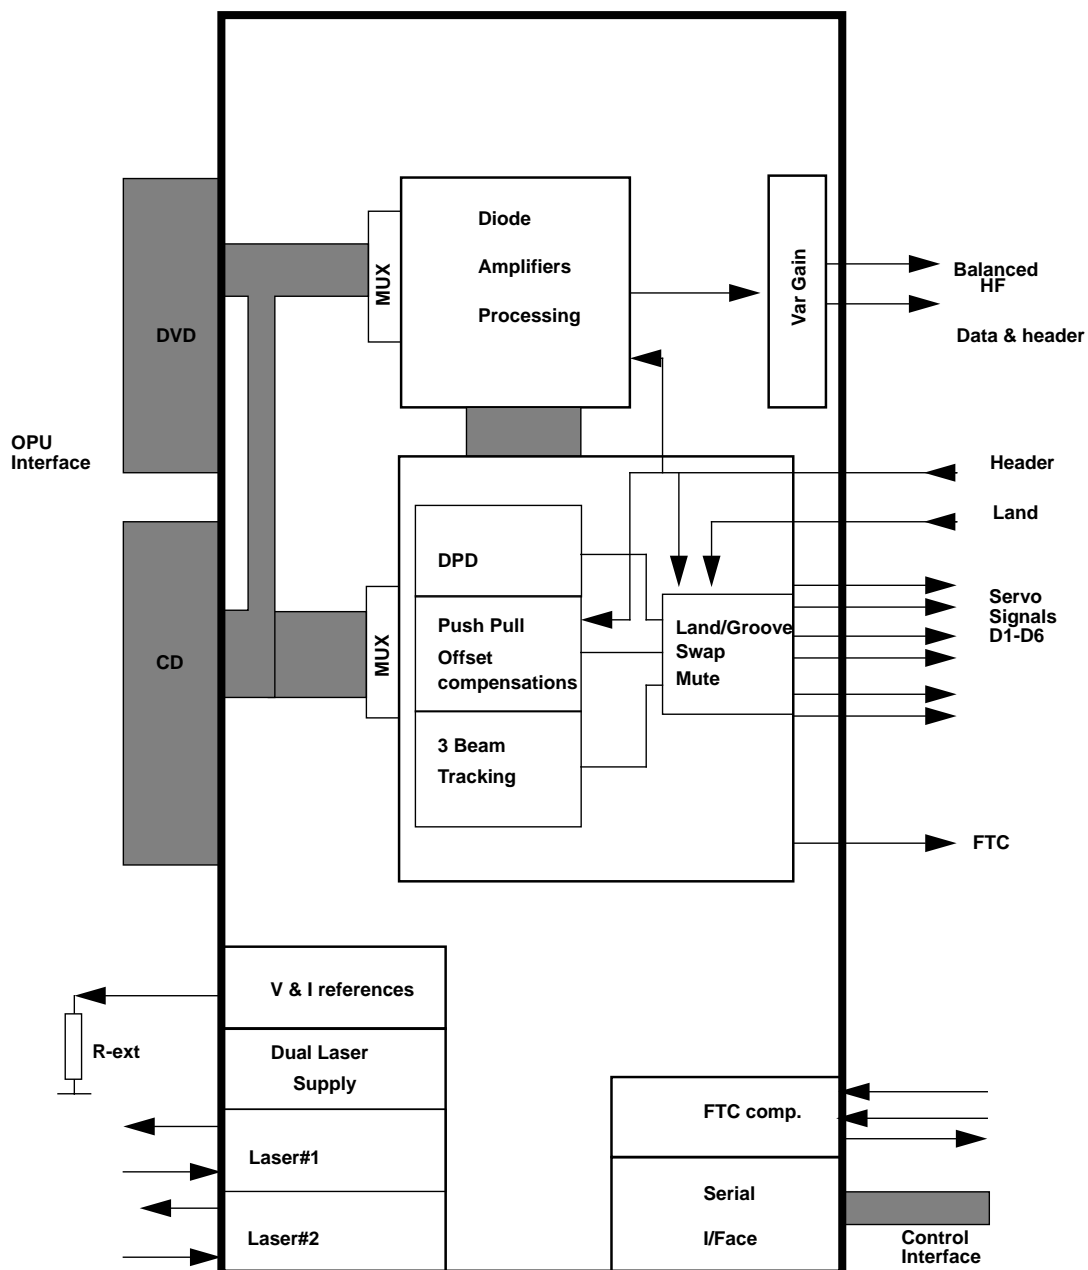 Diode
Amplifiers
Processing
MUX
Var Gain
Balanced
HF
Data & header
DVD
OPU
Interface
Header
Land
DPD
Push Pull
Offset
compensations
MUX
Land/Groove
Swap
Mute
Servo
Signals
D1-D6
CD
3 Beam
Tracking
FTC
V & I references
R-ext
Dual Laser
Supply
FTC comp.
Laser#1
Serial
I/Face
Laser#2
Control
Interface